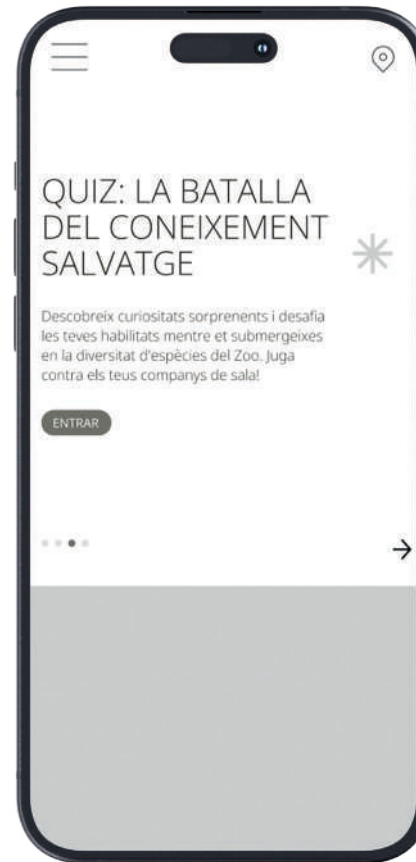 QUIZ: LA BATALLA
DEL CONEIXEMENT
SALVATGE
Descobreix curiositats sorprenents i desafia
les teves habilitats mentre et submergeixes
en la diversitat d'espècies del Zoo. Juga
contra els teus companys de sala!
ENTRAR